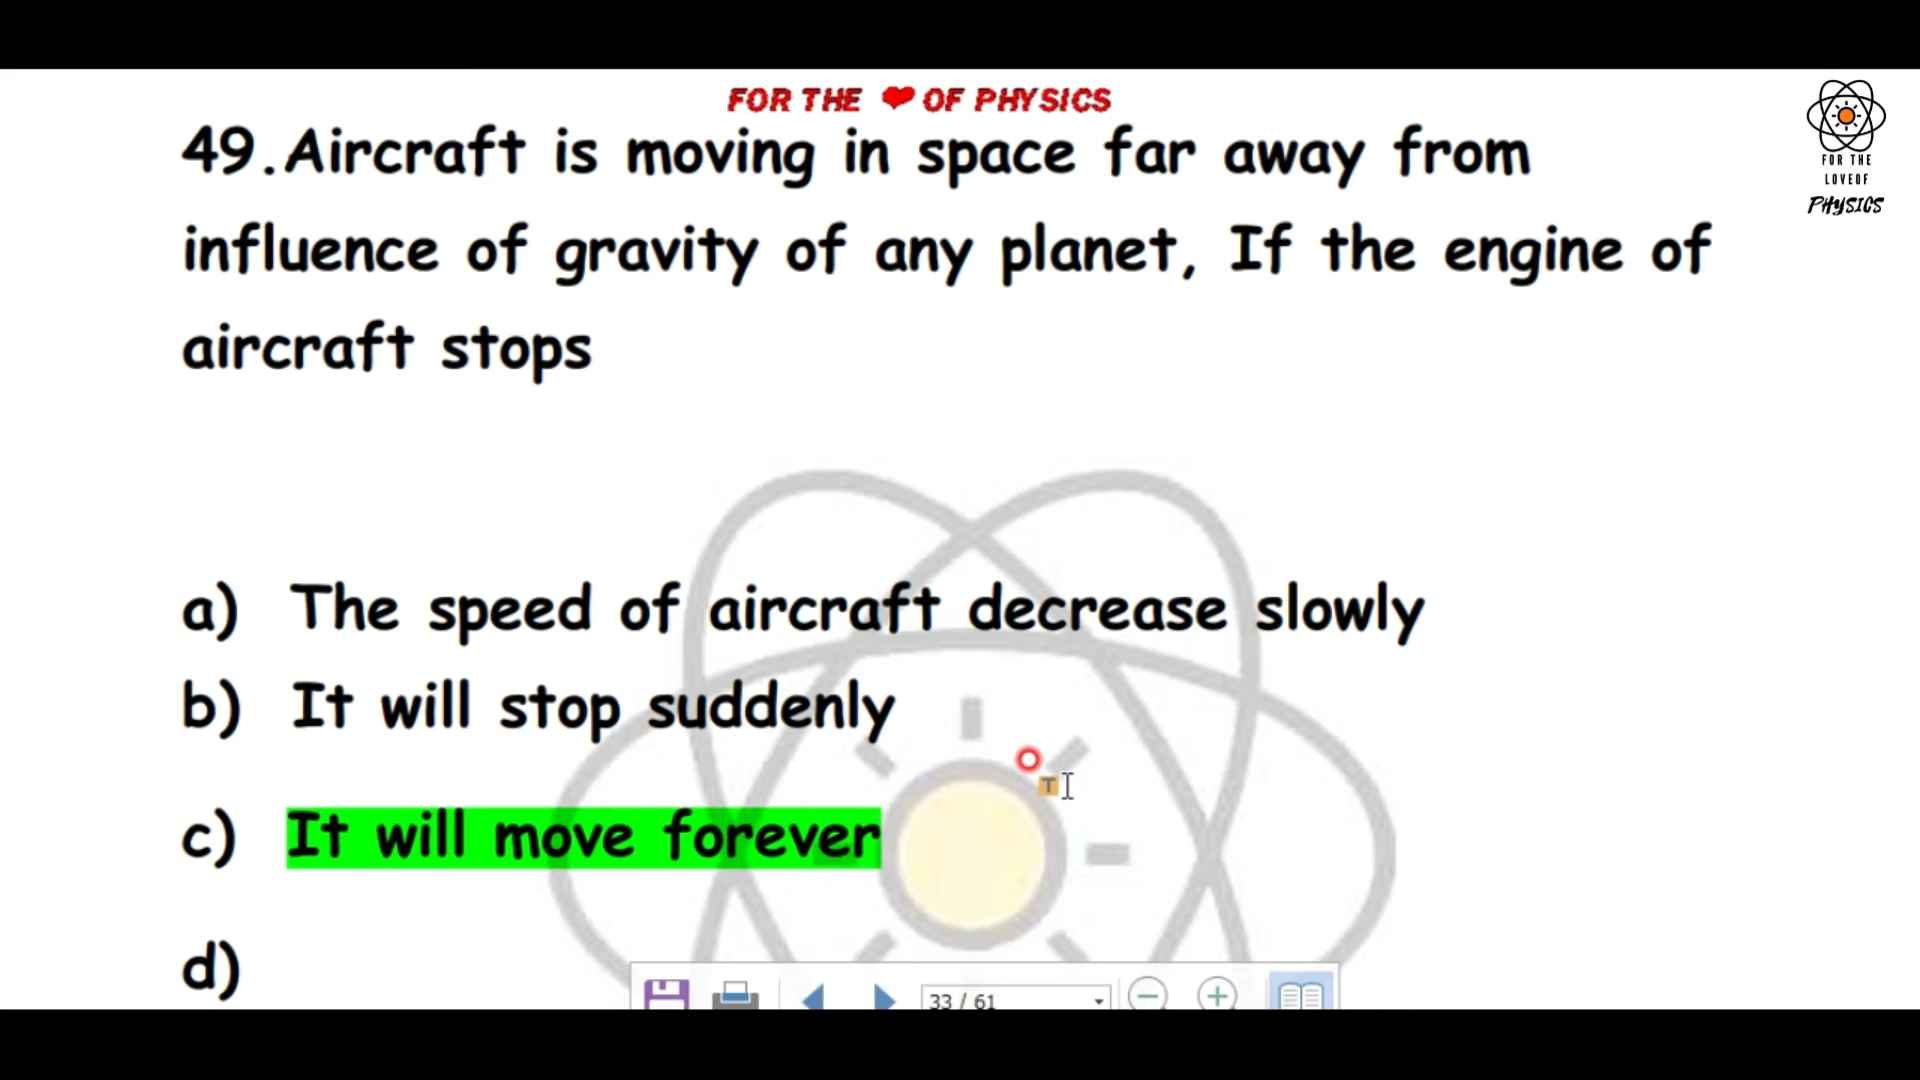 FOR THE ❤ OF PHYSICS
49.Aircraft is moving in space far away from
influence of gravity of any planet, If the engine of
aircraft stops
a) The speed of aircraft decrease slowly
b) It will stop suddenly
c) It will move forever
d)
FOR THE
LOVEOF
PHYSICS
T
33 / 61